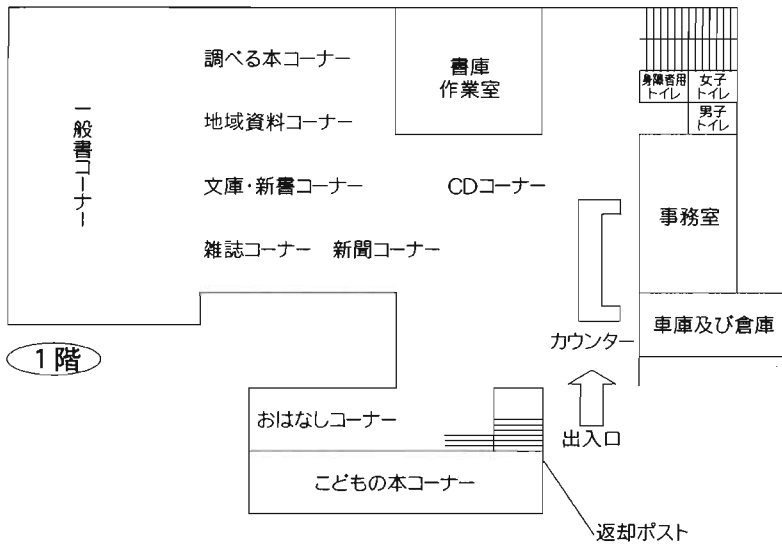 調べる本コーナー
書庫
作業室
身障者用
トイレ
女子
トイレ
男子
トイレ
一般書コーナー
地域資料コーナー
文庫・新書コーナー
CDコーナー
事務室
雑誌コーナー
新聞コーナー
車庫及び倉庫
カウンター
1階
おはなしコーナー
出入口
こどもの本コーナー
返却ポスト